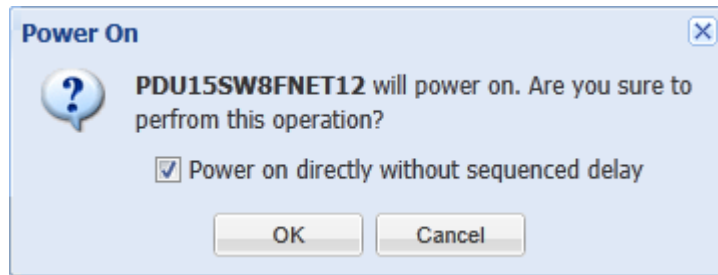 Power On
PDU15SW8FNET12 will power on. Are you sure to
perfrom this operation?
Power on directly without sequenced delay
OK Cancel